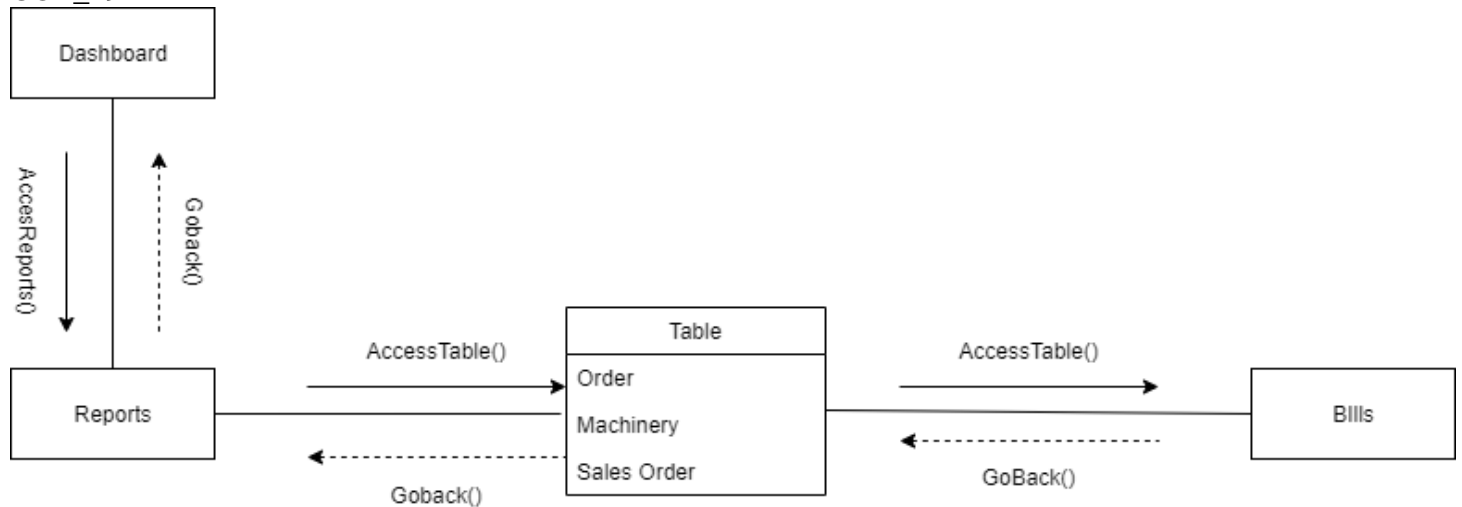 Dashboard
AccesReports()
Goback()
Reports
AccessTable()
Goback()
Table
Order
Machinery
Sales Order
AccessTable()
GoBack()
BIlls